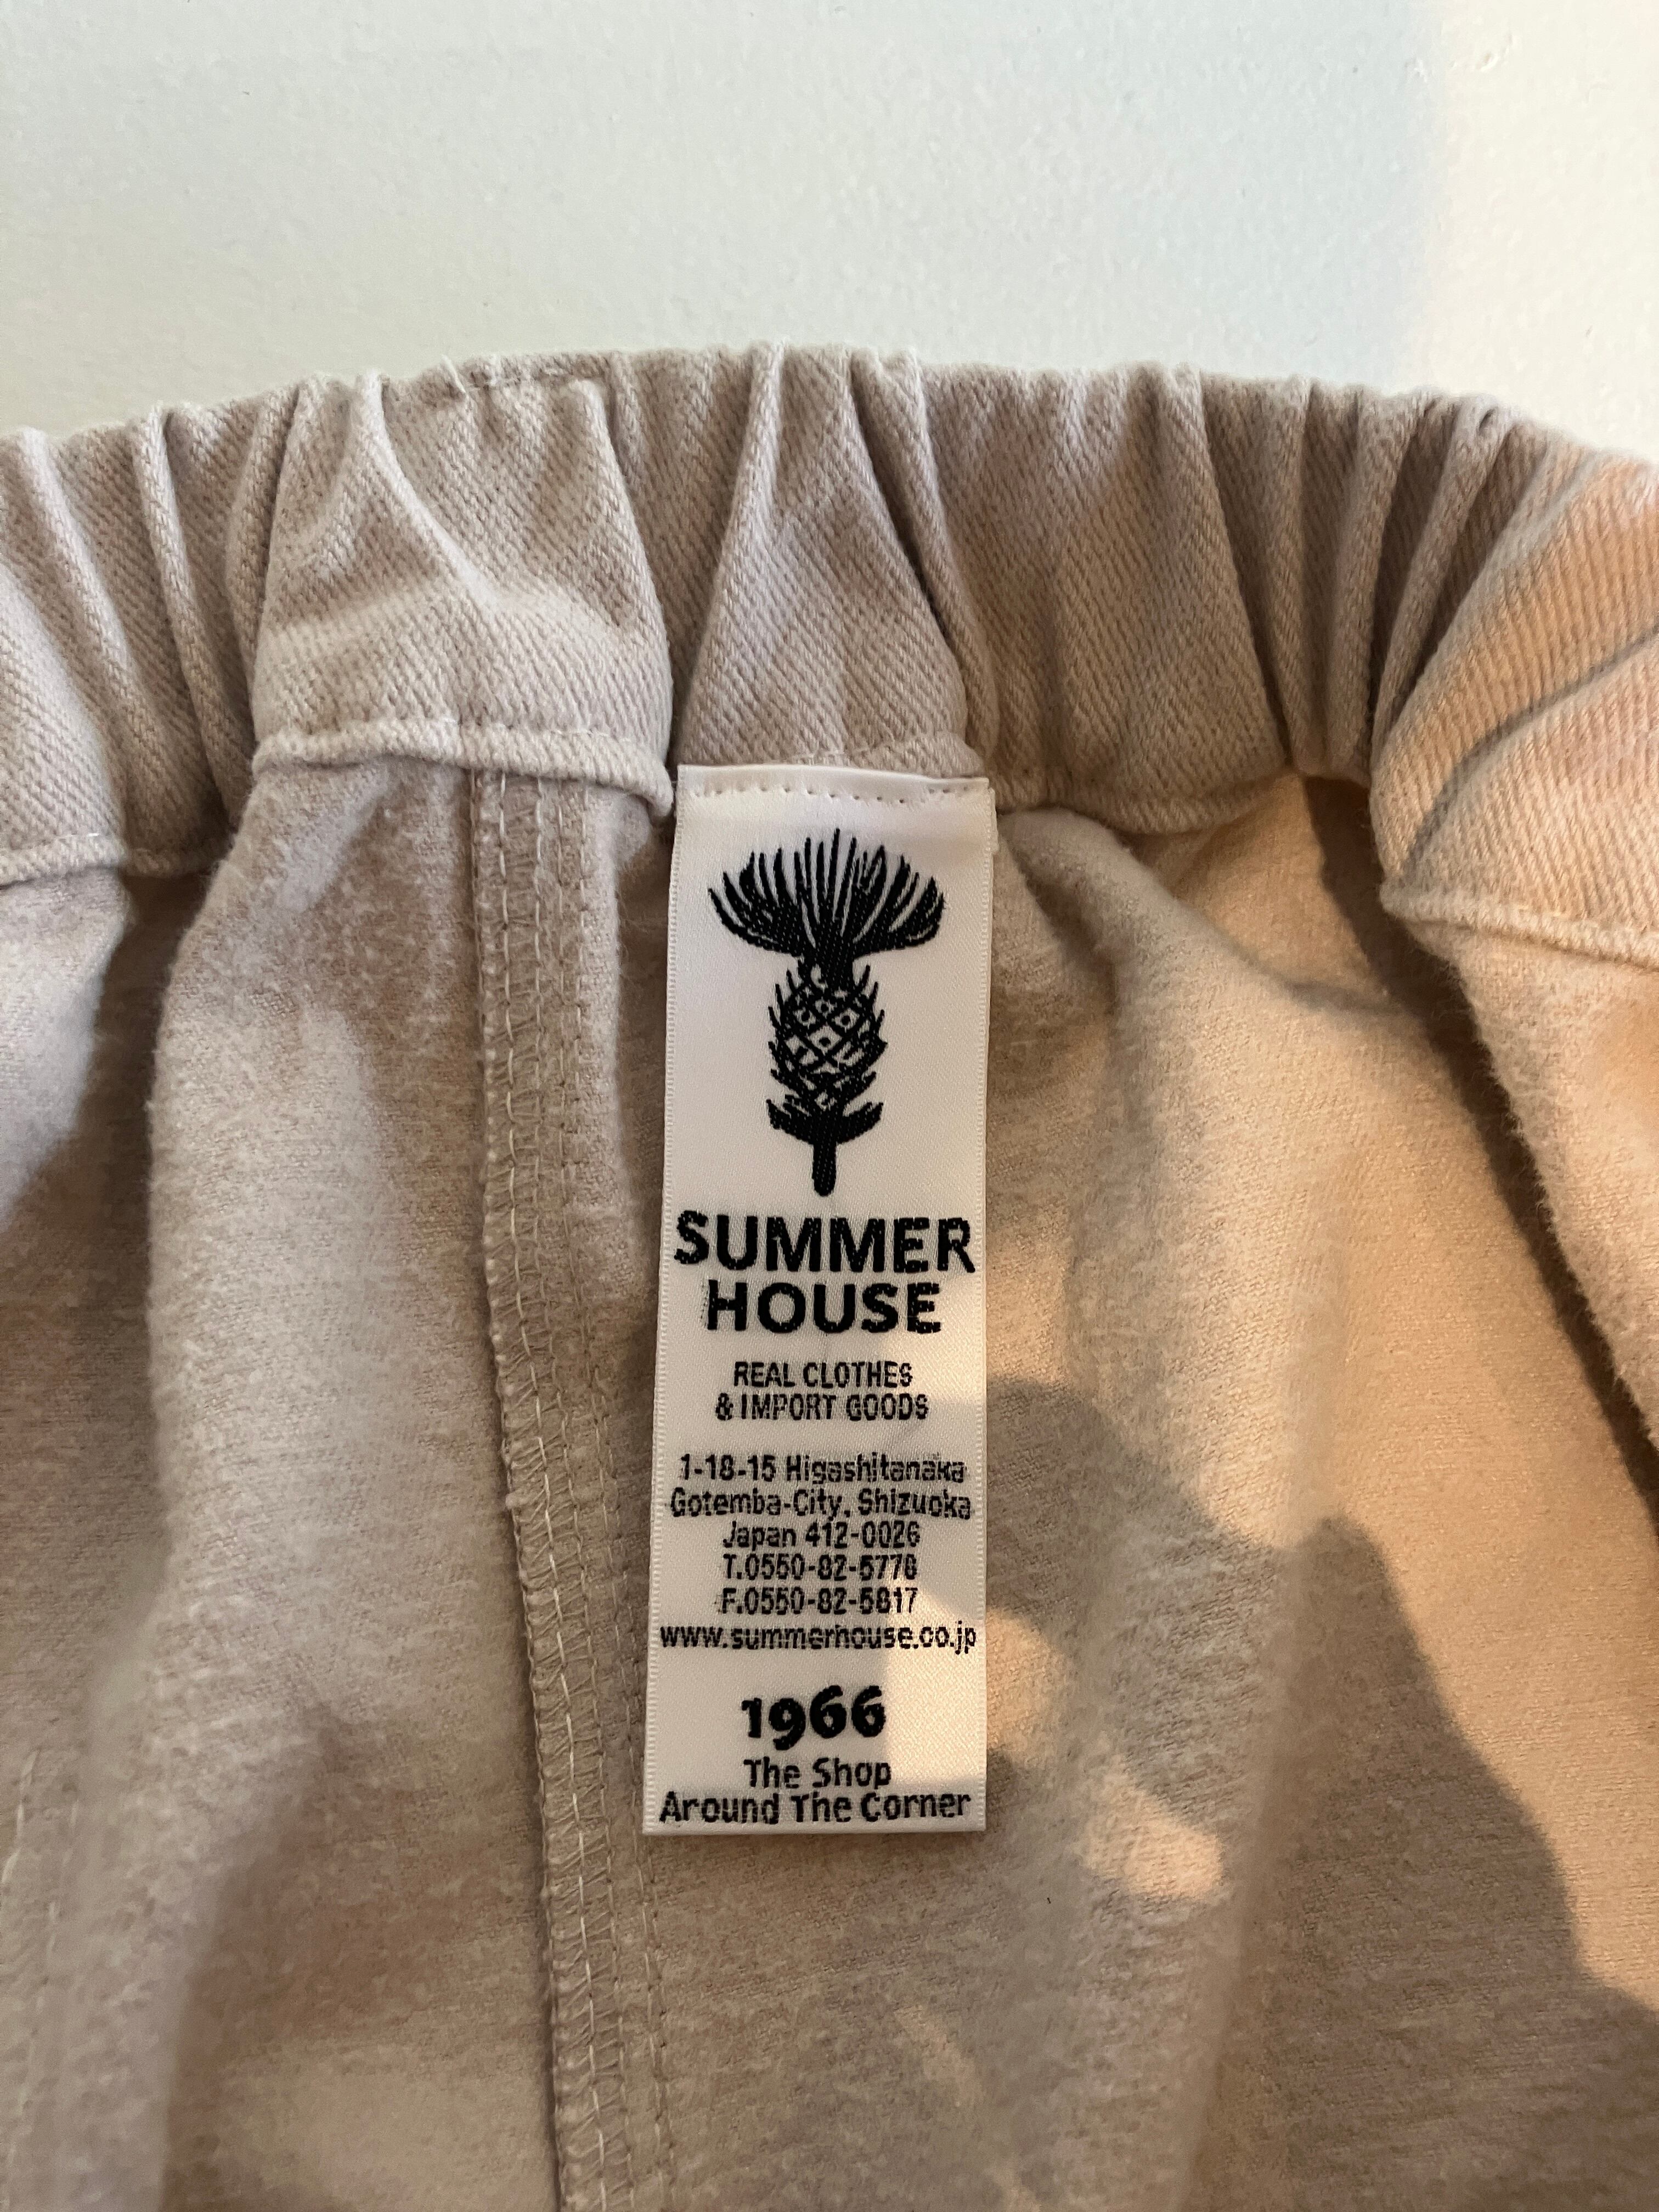 SUMMER
HOUSE
REAL CLOTHES
& IMPORT GOODS
1-18-15 Higashitanaka
Gotemba-City, Shizuoka
Japan 412-0026
T.0550-82-5778
F.0550-82-5817
www.summerhouse.co.jp
1966
The Shop
Around The Corner